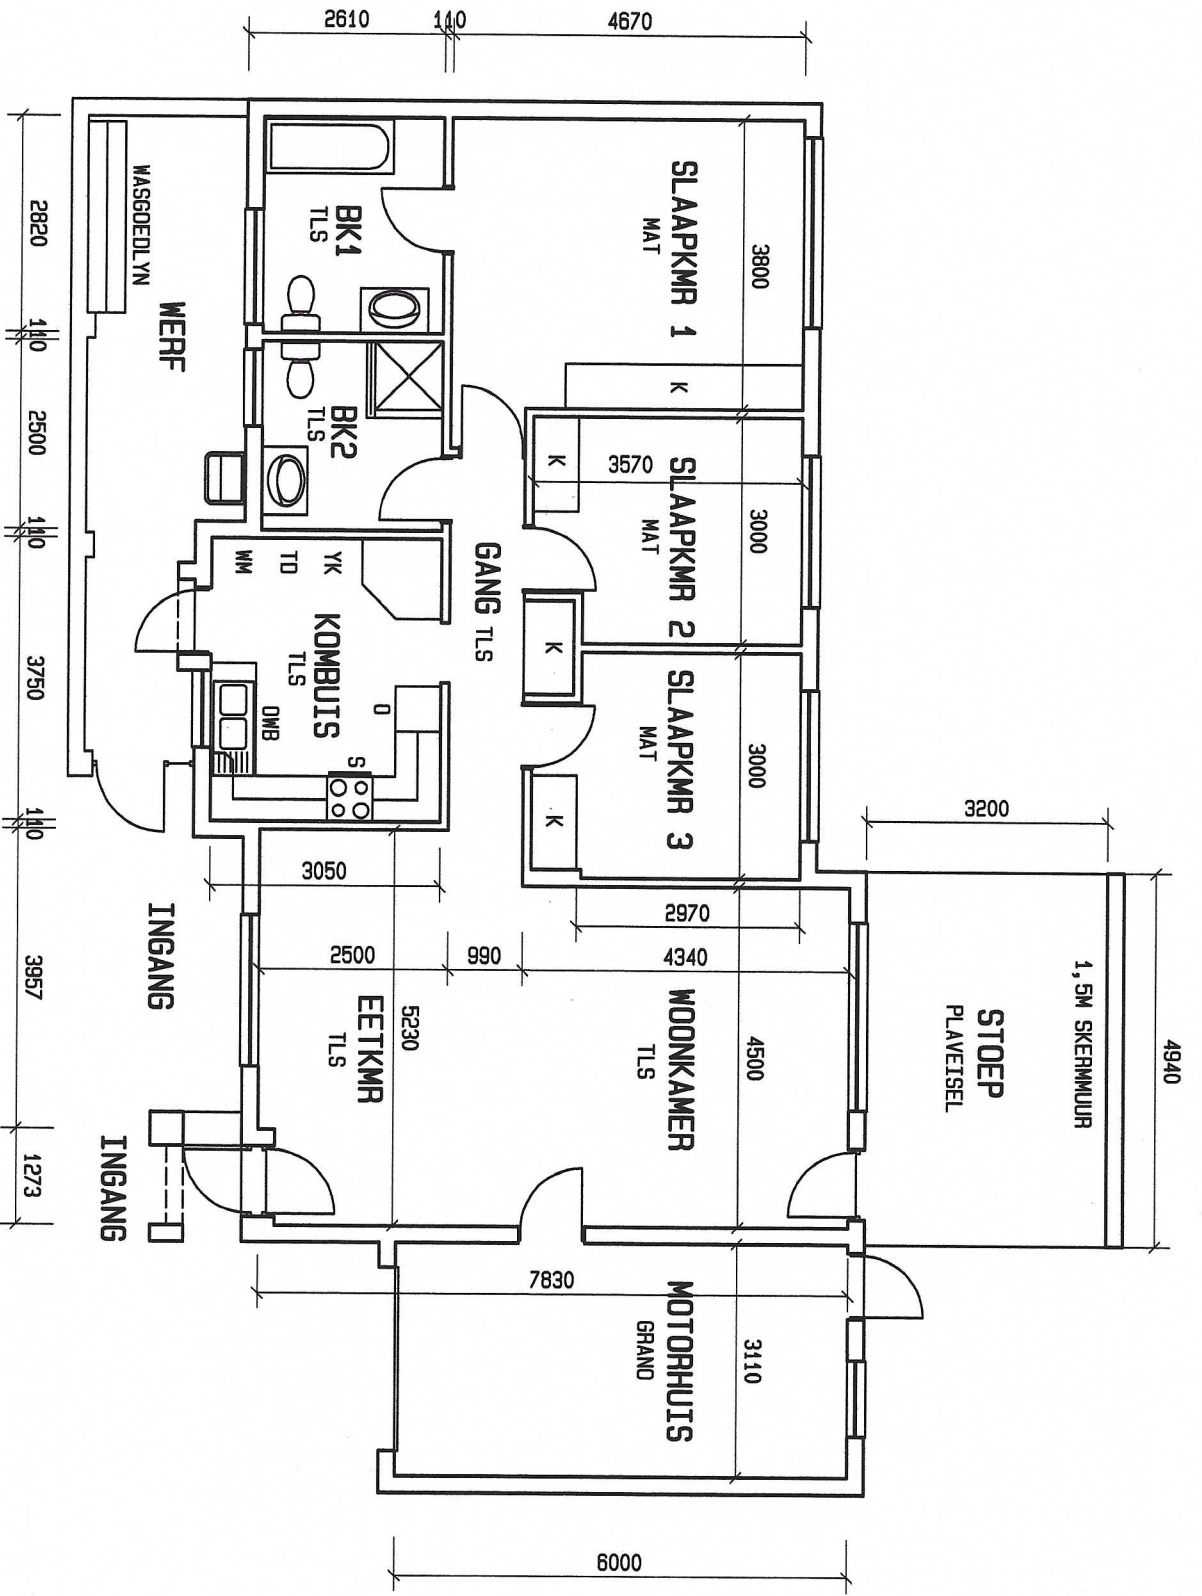 2610
110
4670
SLAAPKMR 1
MAT
3800
K
BK1
TLS
WASGOEDLYN
WERF
2820
110
2500
110
3750
110
3957
1273
BK2
TLS
SLAAPKMR 2
MAT
3570
3000
K
GANG TLS
K
SLAAPKMR 3
MAT
3000
K
KOMBUIS
TLS
YK
TD
WM
OWB
O
S
3050
2970
3200
2500
990
4340
INGANG
EETKMR
TLS
5230
WOONKAMER
TLS
4500
STOEP
PLAVEISEL
1,5M SKERMMUUR
4940
INGANG
7830
MOTORHUIS
GRANO
3110
6000